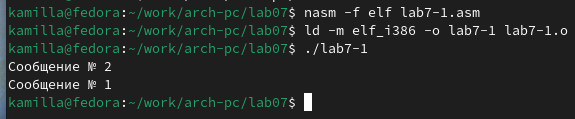 kamilla@fedora:~/work/arch-pc/lab07$ nasm -f elf lab7-1.asm
kamilla@fedora:~/work/arch-pc/lab07$ ld -m elf_i386 -o lab7-1 lab7-1.o
kamilla@fedora:~/work/arch-pc/lab07$ ./lab7-1
Сообщение № 2
Сообщение № 1
kamilla@fedora:~/work/arch-pc/lab07$